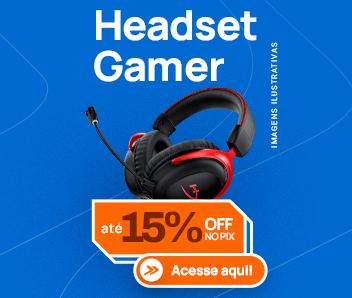 Headset
Gamer
IMAGENS ILUSTRATIVAS
até 15% OFF
NO PIX
Acesse aqui!